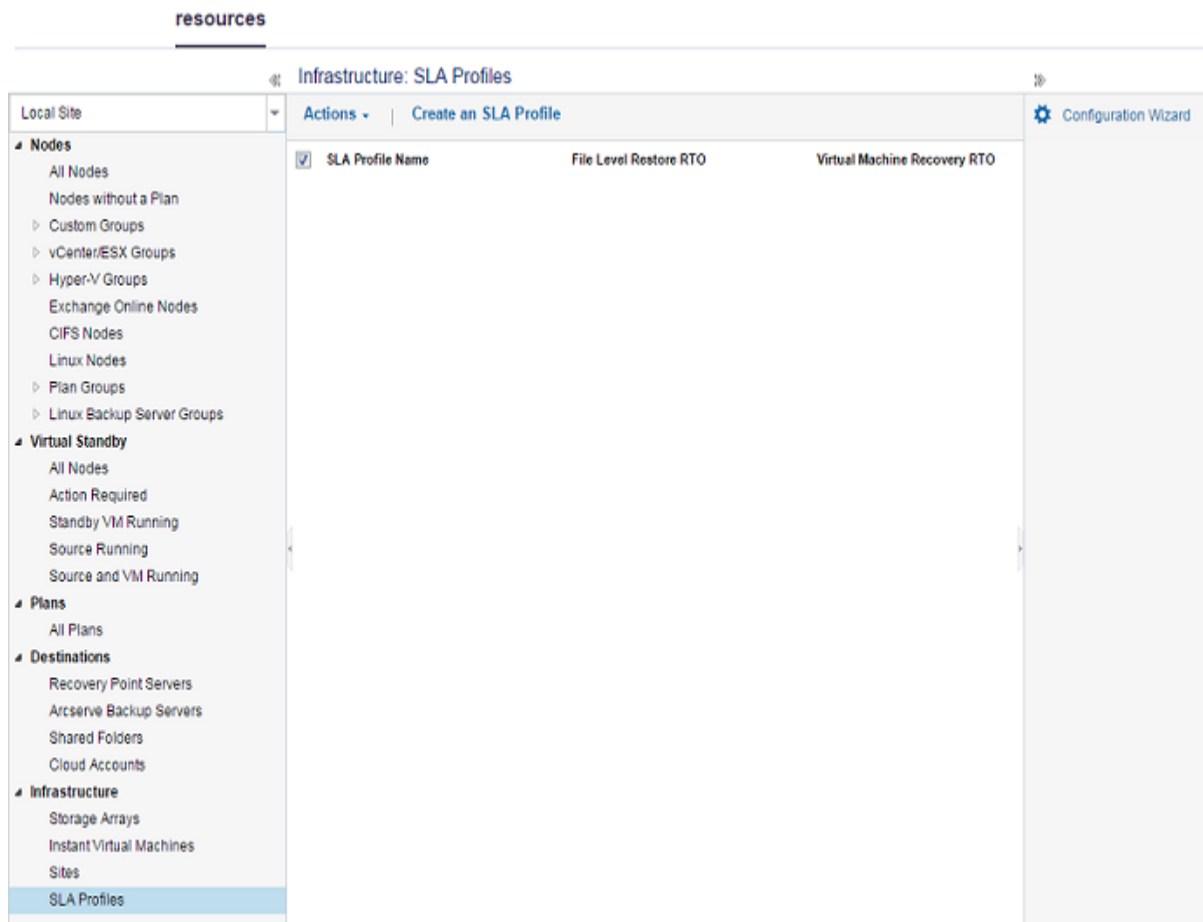 resources
Infrastructure: SLA Profiles
Local Site
Actions | Create an SLA Profile
Configuration Wizard
Nodes
All Nodes
Nodes without a Plan
Custom Groups
vCenter/ESX Groups
Hyper-V Groups
Exchange Online Nodes
CIFS Nodes
Linux Nodes
Plan Groups
Linux Backup Server Groups
Virtual Standby
All Nodes
Action Required
Standby VM Running
Source Running
Source and VM Running
Plans
All Plans
Destinations
Recovery Point Servers
Arcserve Backup Servers
Shared Folders
Cloud Accounts
Infrastructure
Storage Arrays
Instant Virtual Machines
Sites
SLA Profiles
SLA Profile Name File Level Restore RTO Virtual Machine Recovery RTO